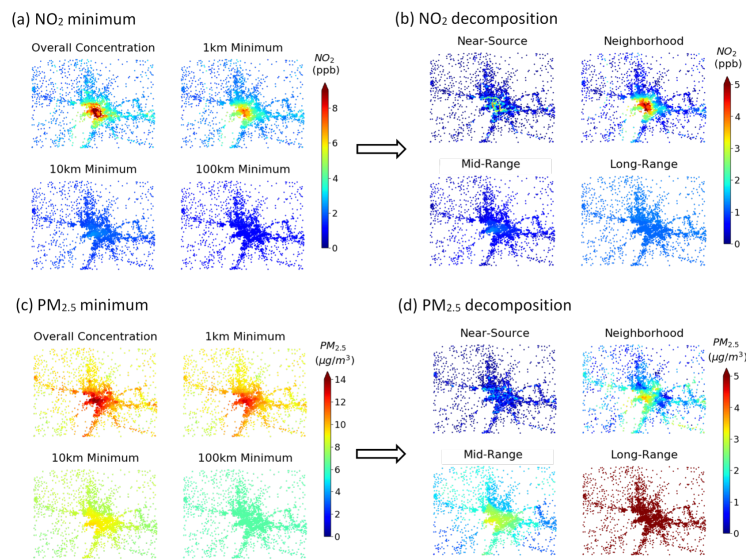 (a) NO₂ minimum
Overall Concentration
1km Minimum
NO₂
(ppb)
8
6
4
2
0
10km Minimum
100km Minimum
(b) NO₂ decomposition
Near-Source
Neighborhood
NO₂
(ppb)
5
4
3
2
1
0
Mid-Range
Long-Range
(c) PM₂.₅ minimum
Overall Concentration
1km Minimum
PM₂.₅
(μg/m³)
14
12
10
8
6
4
2
0
10km Minimum
100km Minimum
(d) PM₂.₅ decomposition
Near-Source
Neighborhood
PM₂.₅
(μg/m³)
5
4
3
2
1
0
Mid-Range
Long-Range